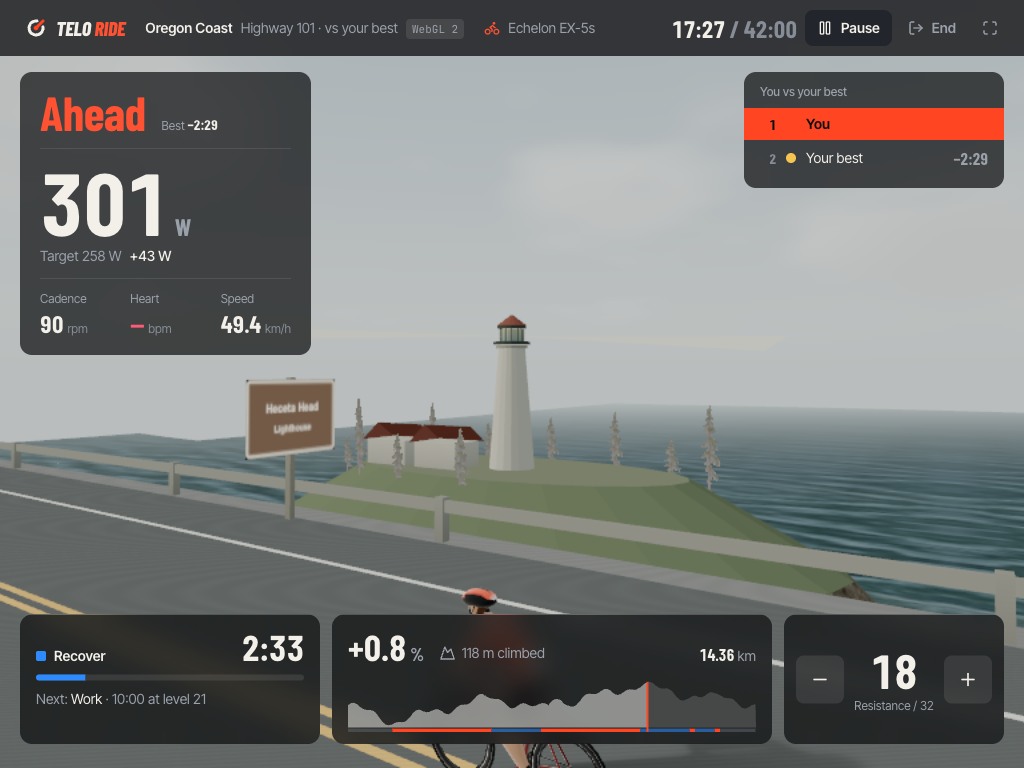 TELO RIDE Oregon Coast Highway 101 · vs your best WebGL 2 Echelon EX-5s 17:27 / 42:00 Pause End
Ahead Best −2:29
301 W
Target 258 W +43 W
Cadence Heart Speed
90 rpm — bpm 49.4 km/h
You vs your best
1 You
2 Your best −2:29
Heceta Head
Lighthouse
Recover 2:33
Next: Work · 10:00 at level 21
+0.8 % 118 m climbed 14.36 km
− 18 +
Resistance / 32